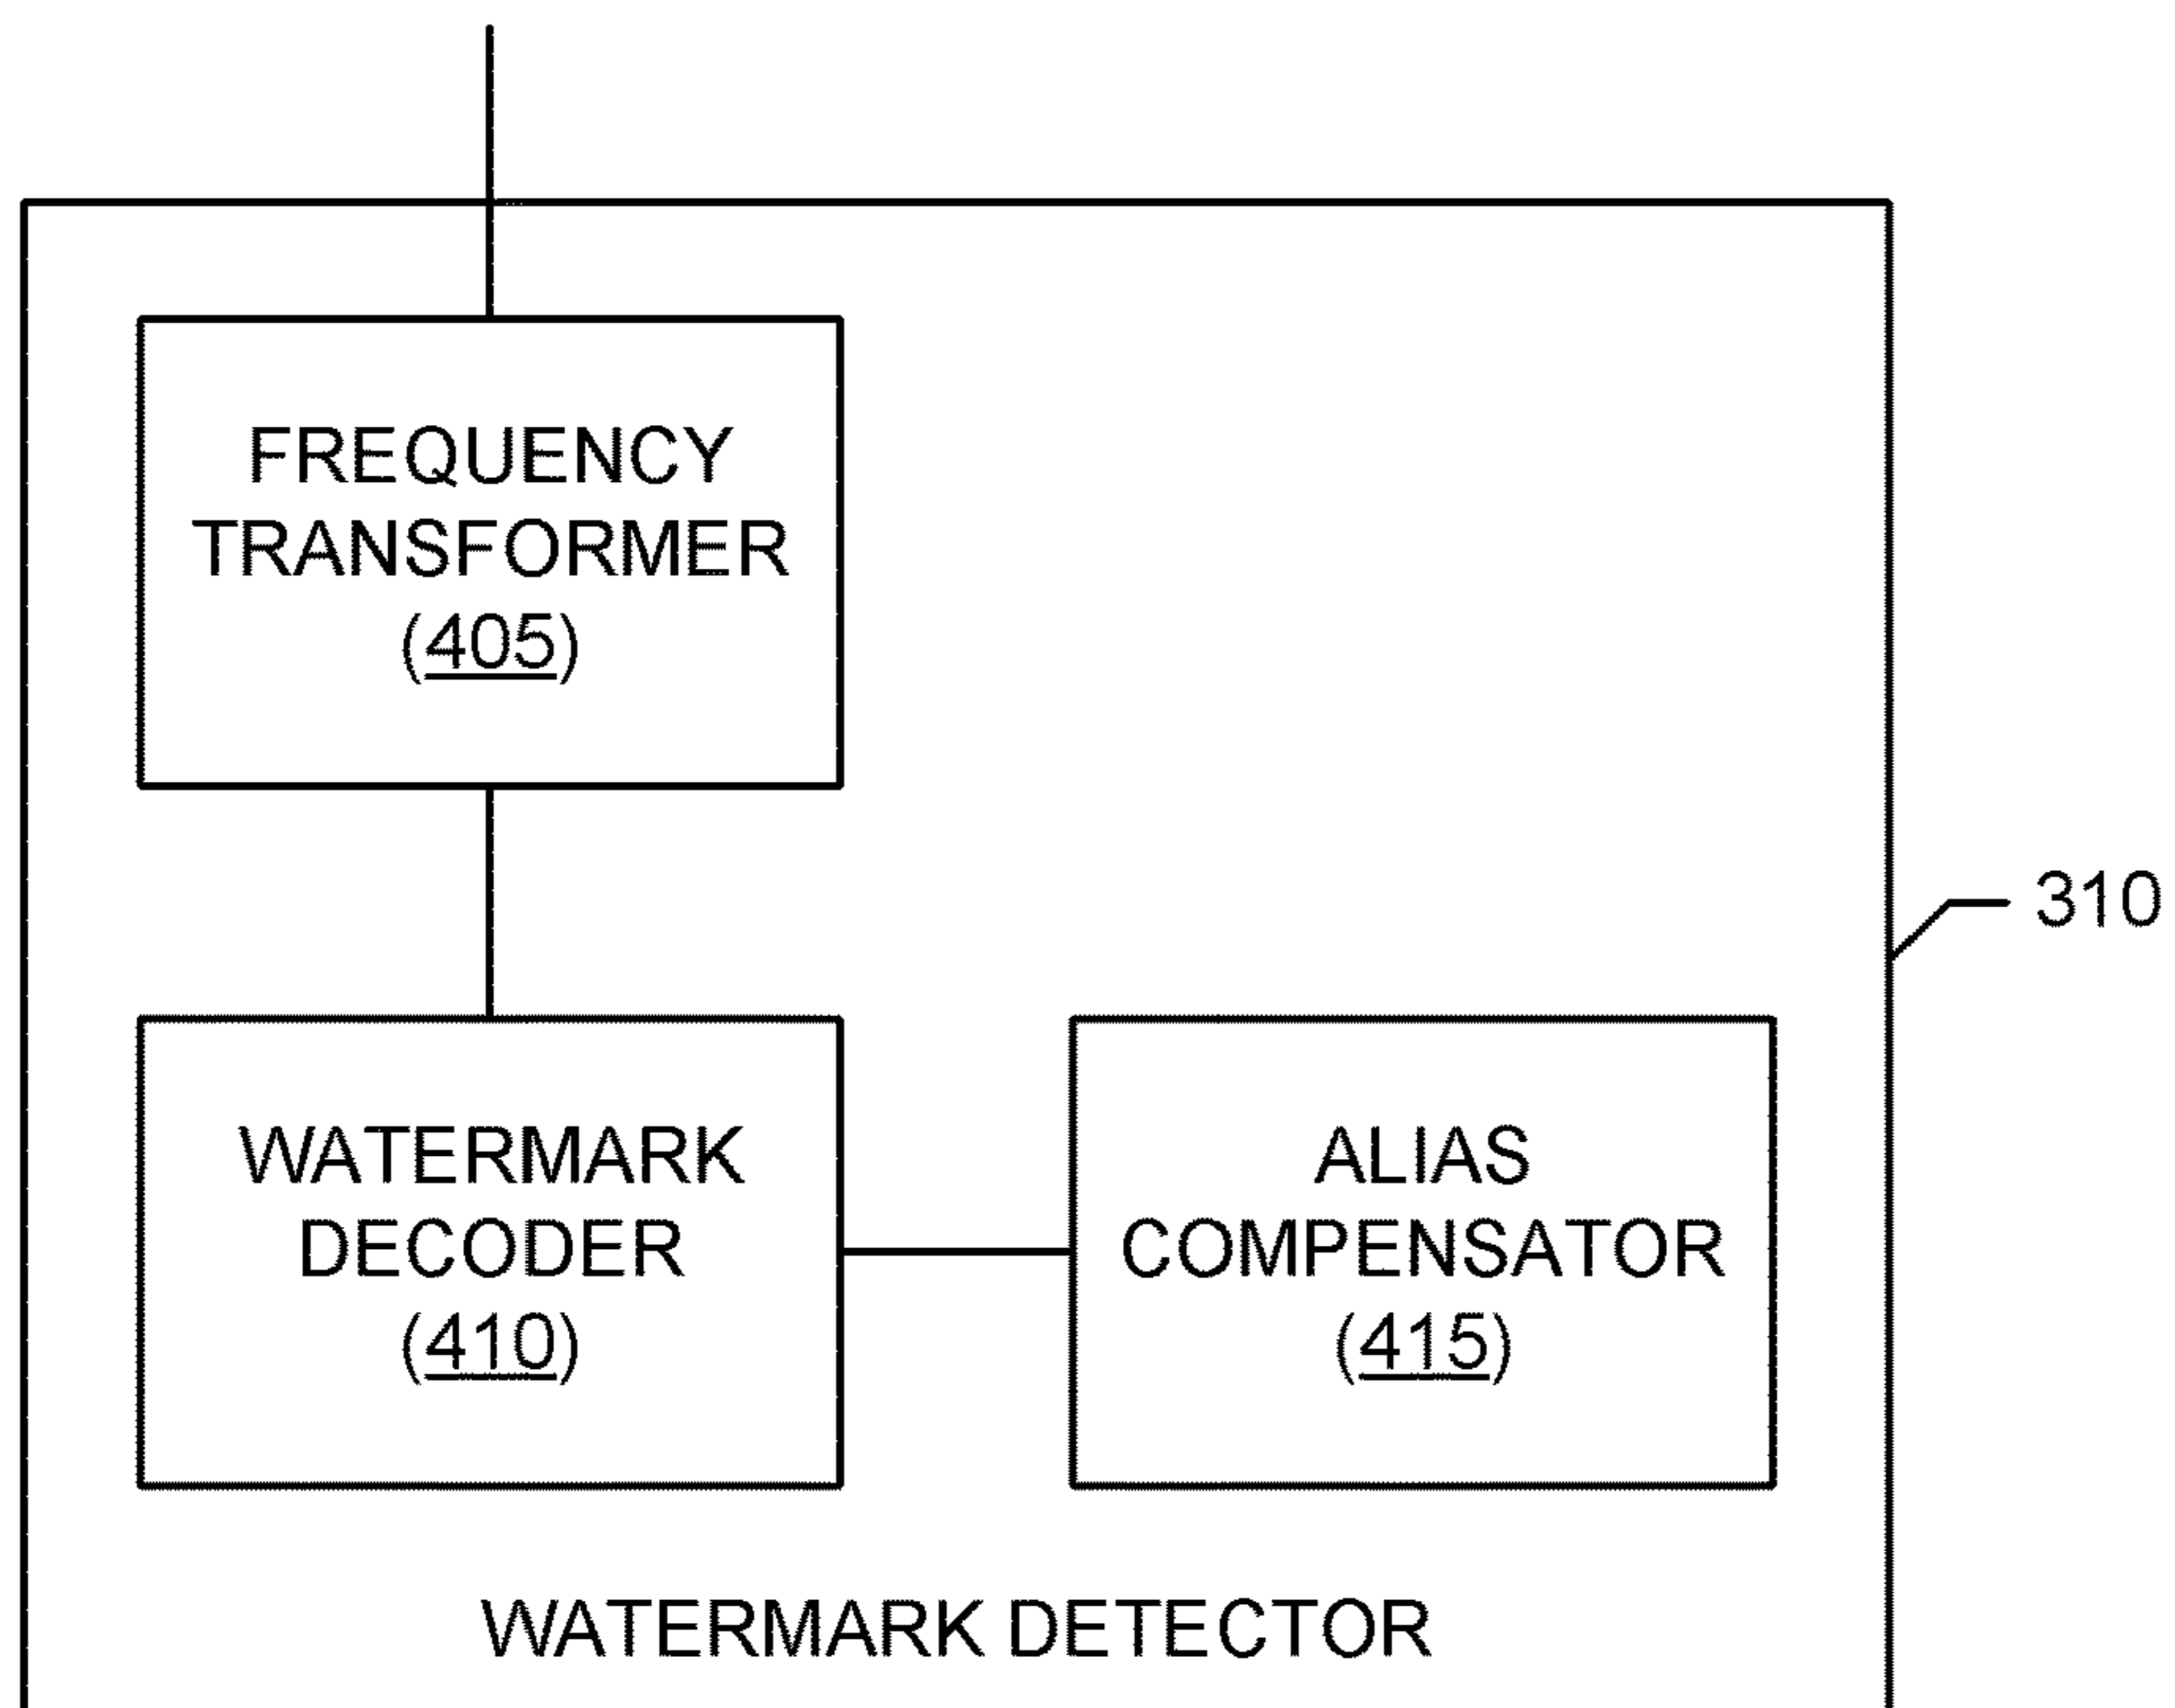 FREQUENCY
TRANSFORMER
(405)
310
WATERMARK
DECODER
(410)
ALIAS
COMPENSATOR
(415)
WATERMARK DETECTOR